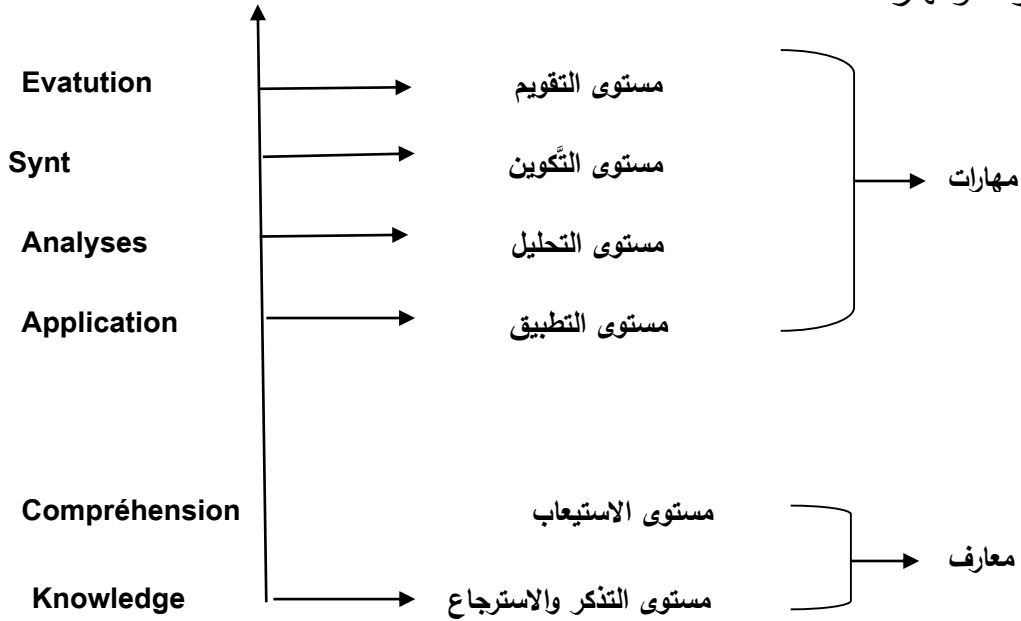 Evatution مستوى التقويم
Synt مستوى التَّكوين
مهارات
Analyses مستوى التحليل
Application مستوى التطبيق
Compréhension مستوى الاستيعاب
معارف
Knowledge مستوى التذكر والاسترجاع